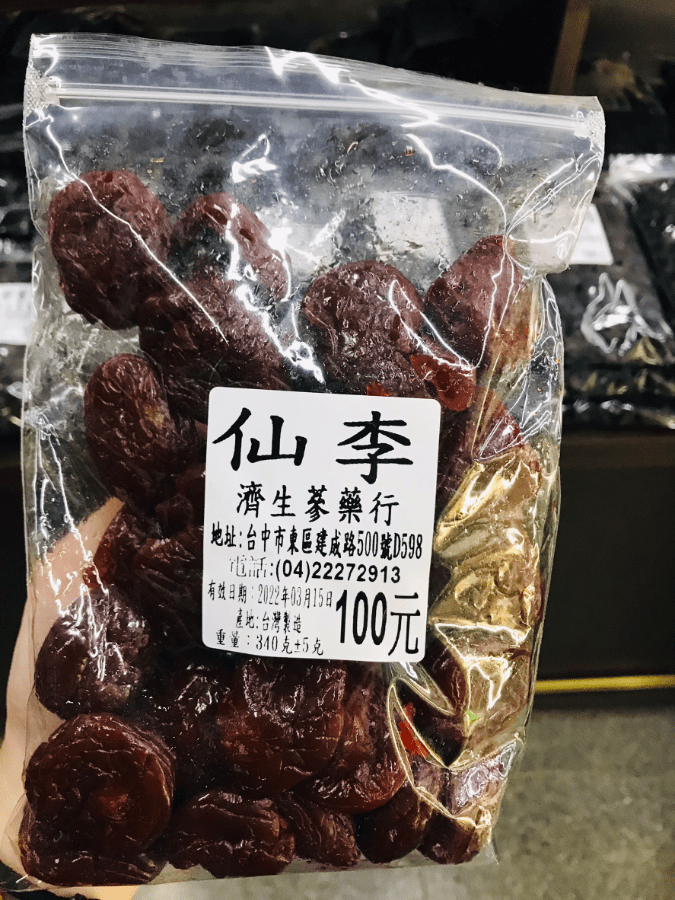 仙李
濟生蔘藥行
地址:台中市東區建成路500號D598
電話:(04)22272913
有效日期:2022年03月15日
產地:台灣製造
重量:340克±5克
100元